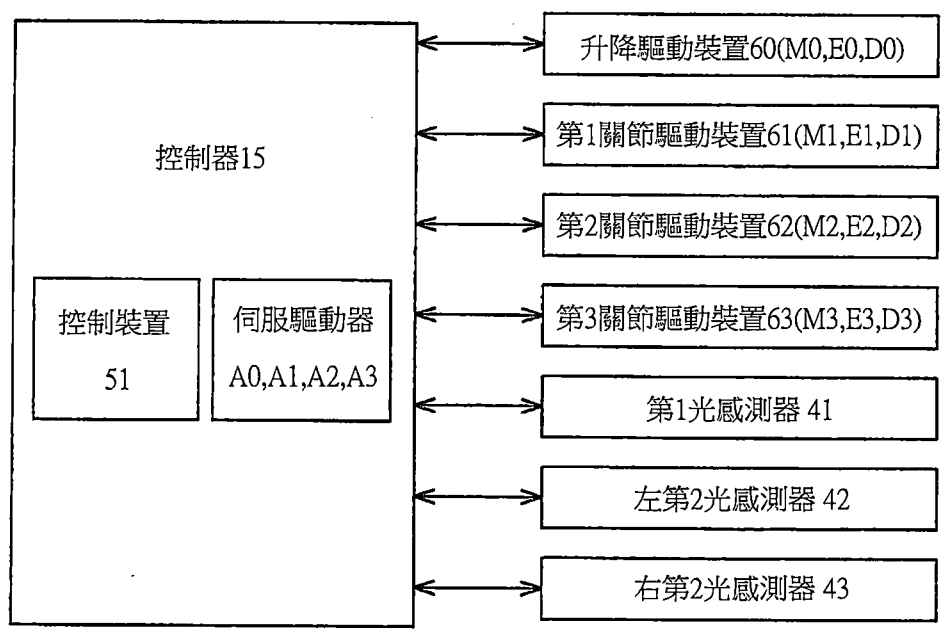 控制器15
控制裝置
51
伺服驅動器
A0,A1,A2,A3
升降驅動裝置60(M0,E0,D0)
第1關節驅動裝置61(M1,E1,D1)
第2關節驅動裝置62(M2,E2,D2)
第3關節驅動裝置63(M3,E3,D3)
第1光感測器 41
左第2光感測器 42
右第2光感測器 43